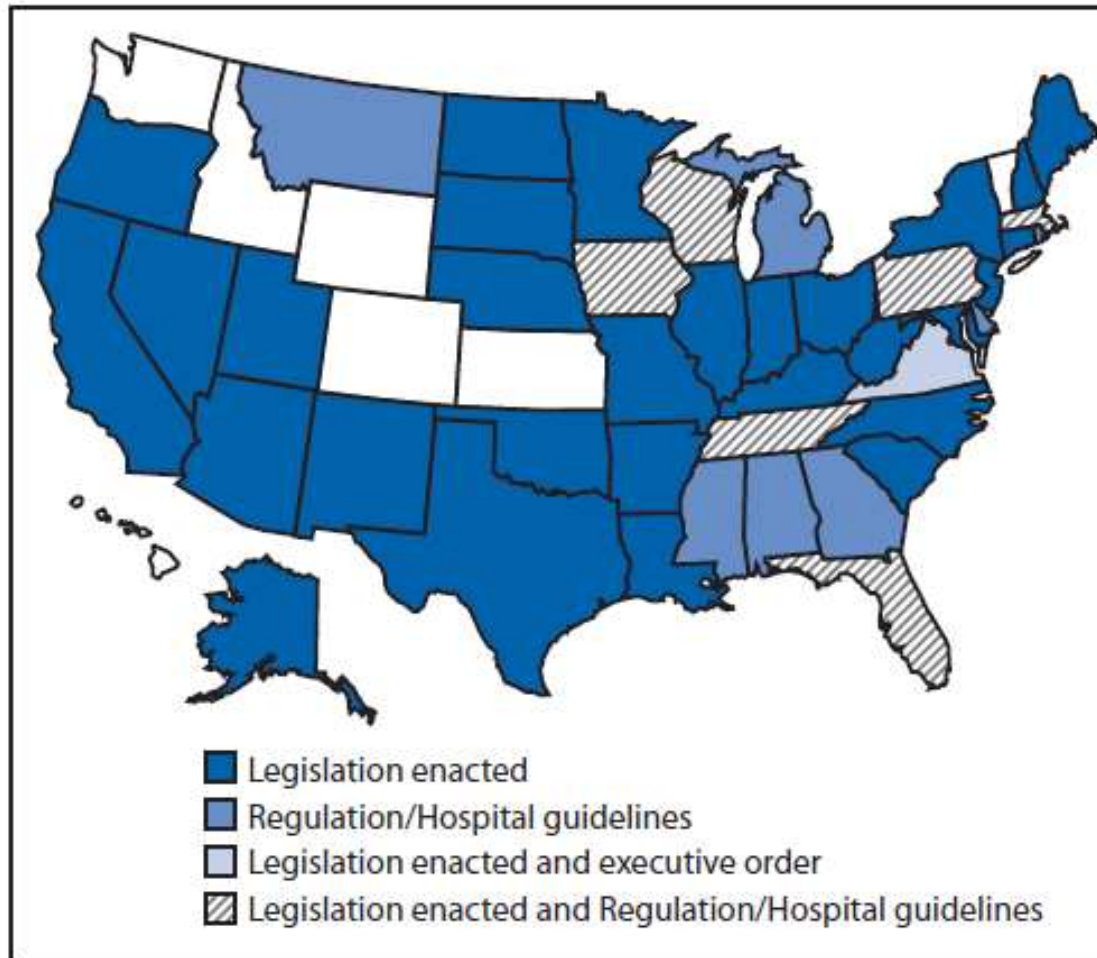 Legislation enacted
Regulation/Hospital guidelines
Legislation enacted and executive order
Legislation enacted and Regulation/Hospital guidelines